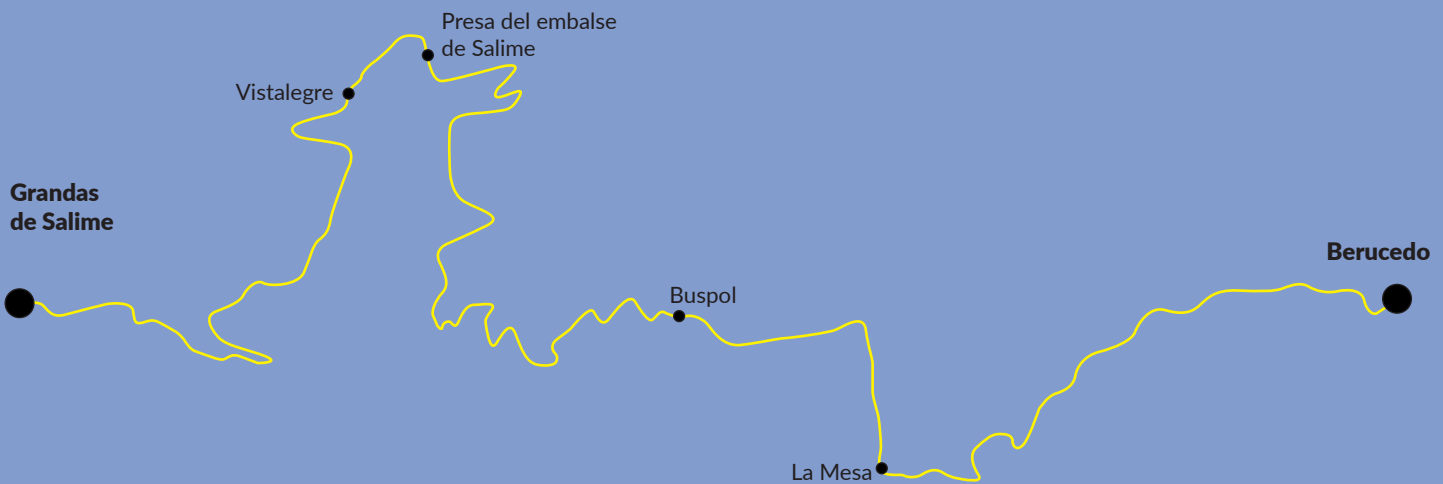 Presa del embalse
de Salime
Vistalegre
Grandas
de Salime
Berucedo
Buspol
La Mesa